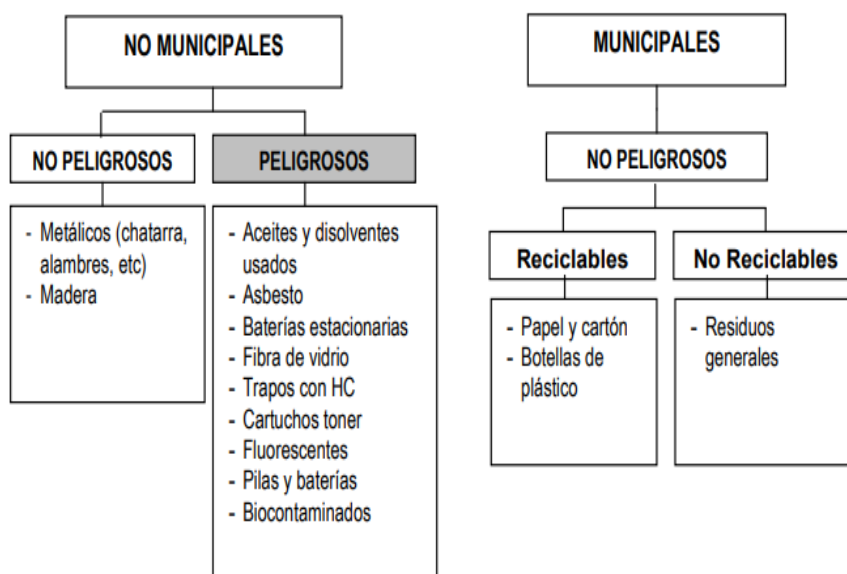 NO MUNICIPALES
NO PELIGROSOS
- Metálicos (chatarra,
alambres, etc)
- Madera
PELIGROSOS
- Aceites y disolventes
usados
- Asbesto
- Baterías estacionarias
- Fibra de vidrio
- Trapos con HC
- Cartuchos toner
- Fluorescentes
- Pilas y baterías
- Biocontaminados
MUNICIPALES
NO PELIGROSOS
Reciclables
- Papel y cartón
- Botellas de
plástico
No Reciclables
- Residuos
generales